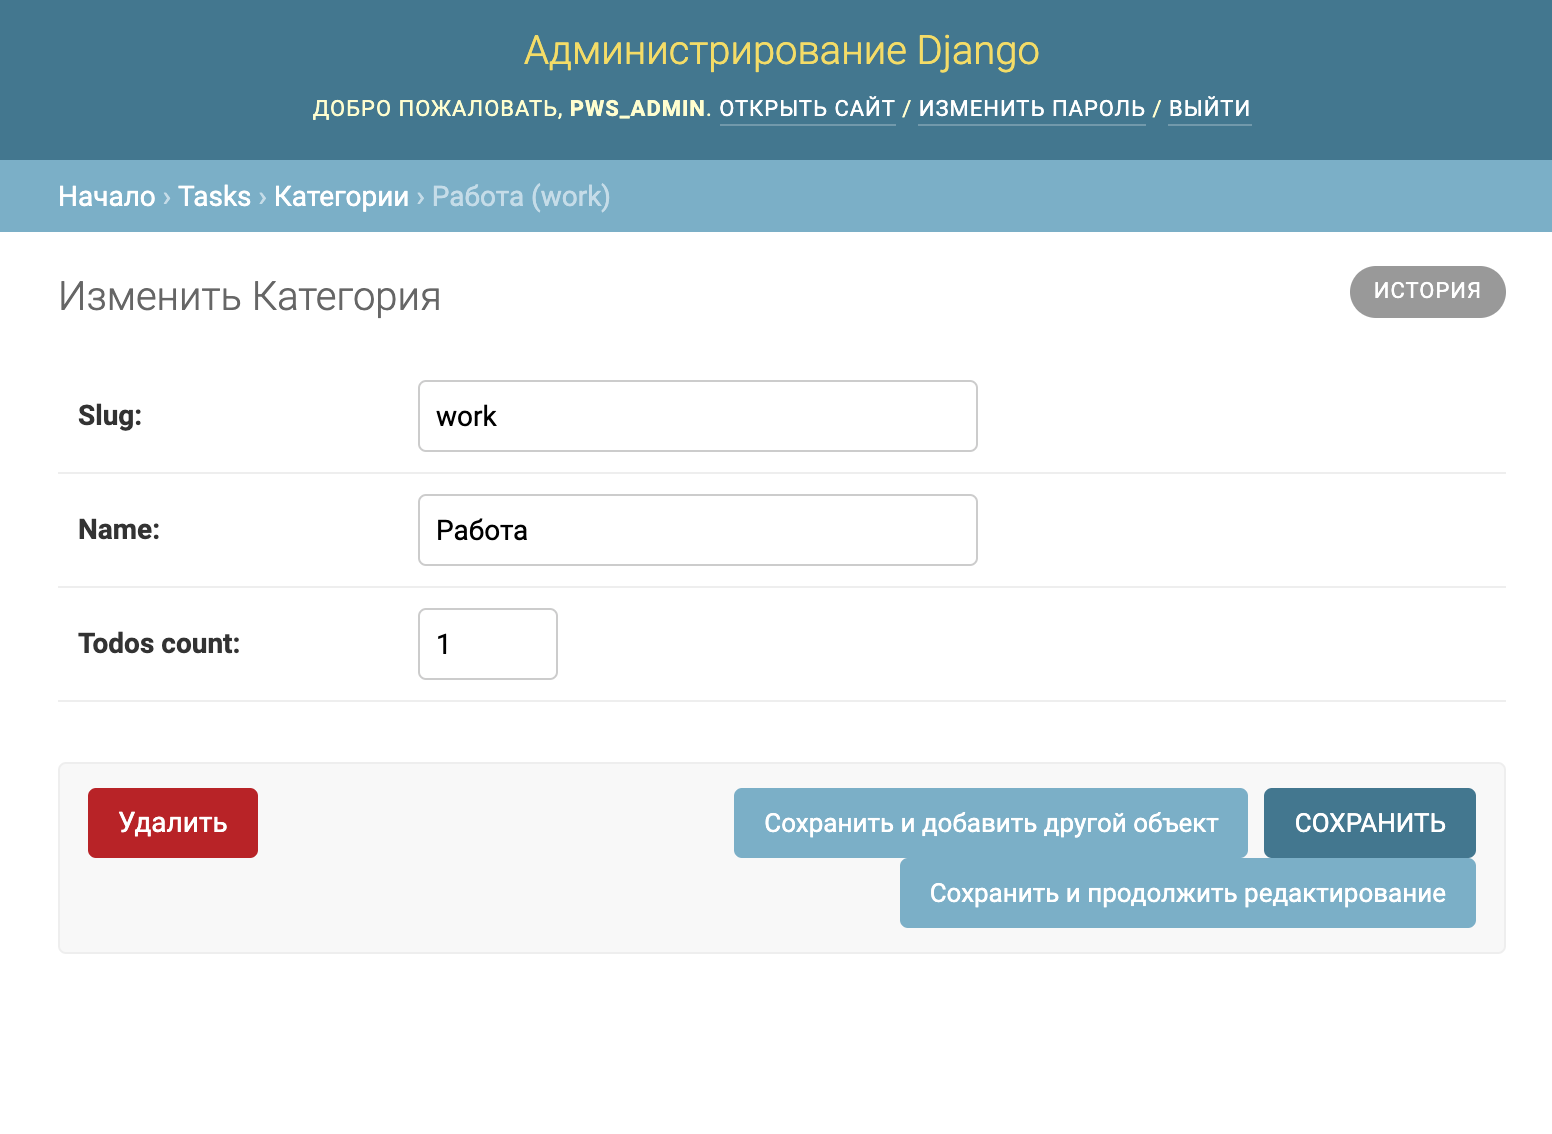 Администрирование Django
ДОБРО ПОЖАЛОВАТЬ, PWS_ADMIN. ОТКРЫТЬ САЙТ / ИЗМЕНИТЬ ПАРОЛЬ / ВЫЙТИ
Начало › Tasks › Категории › Работа (work)
Изменить Категория
ИСТОРИЯ
Slug:
work
Name:
Работа
Todos count:
1
Удалить
Сохранить и добавить другой объект
СОХРАНИТЬ
Сохранить и продолжить редактирование